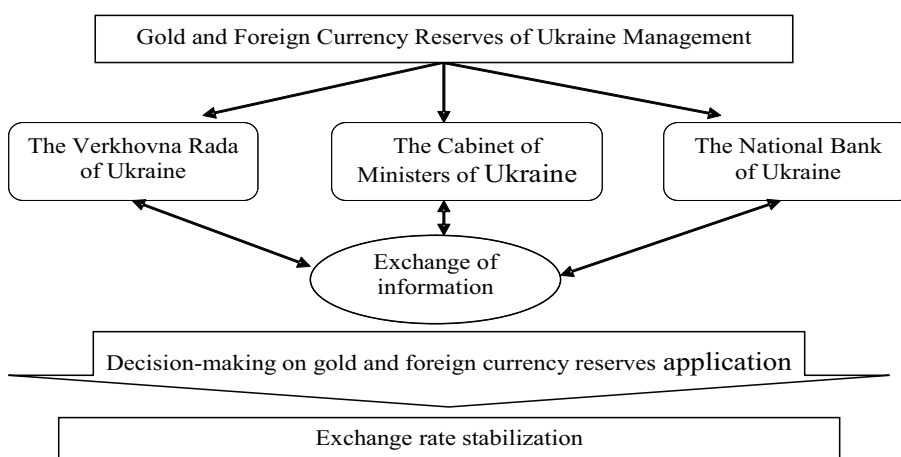 Gold and Foreign Currency Reserves of Ukraine Management
The Verkhovna Rada
of Ukraine
The Cabinet of
Ministers of Ukraine
The National Bank
of Ukraine
Exchange of
information
Decision-making on gold and foreign currency reserves application
Exchange rate stabilization